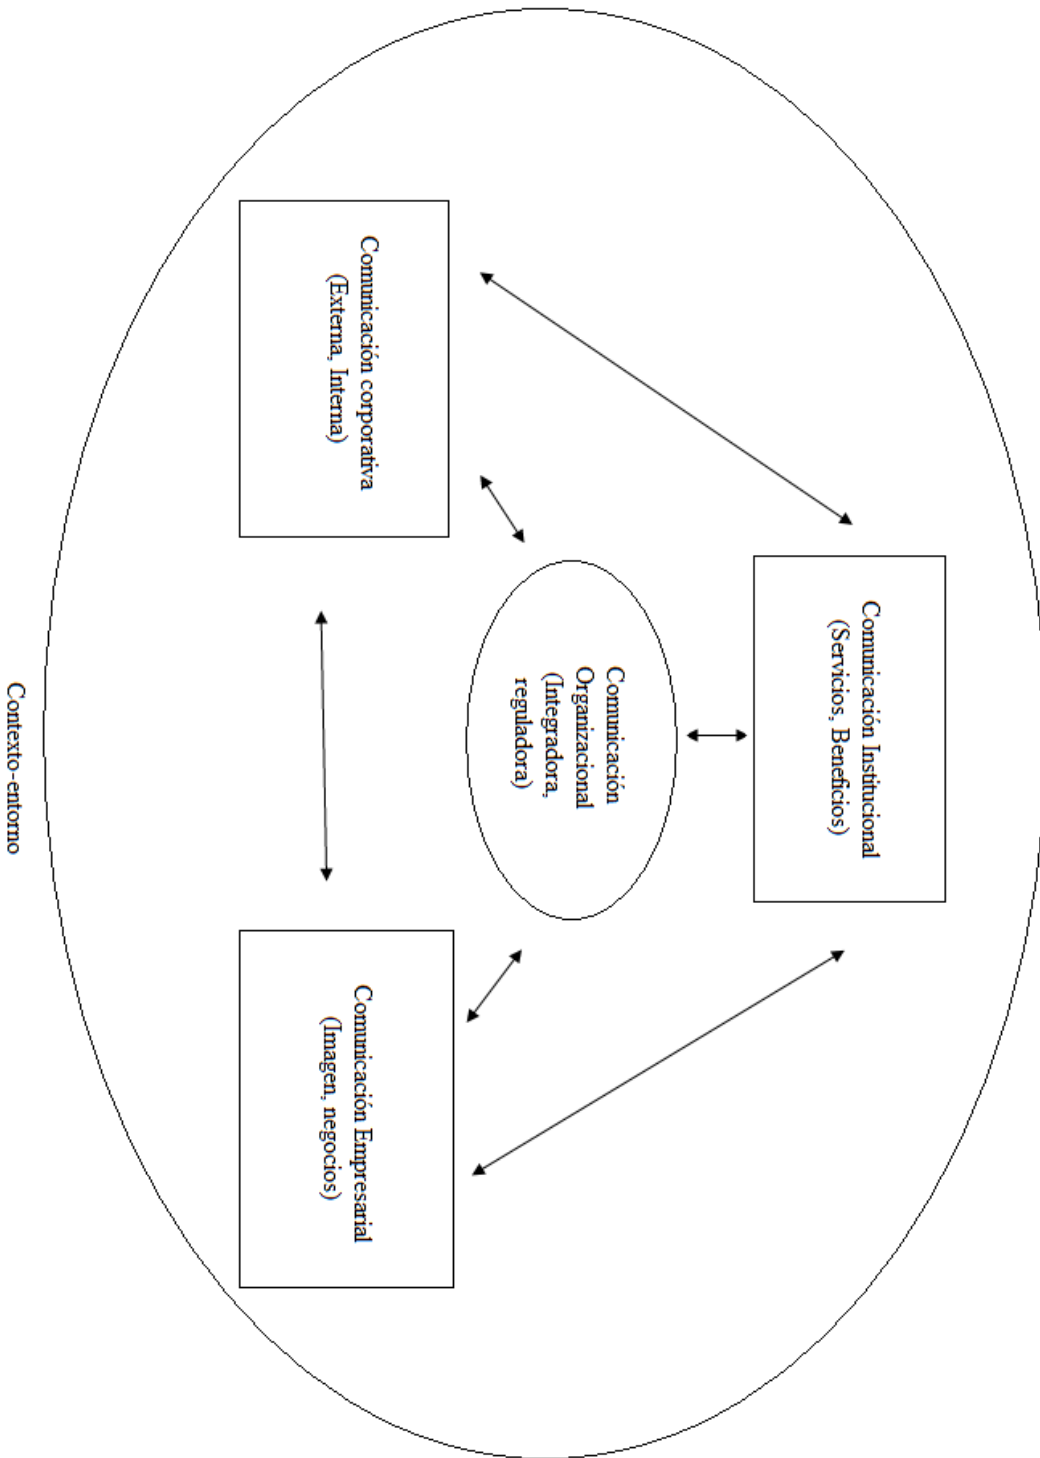 Comunicación Institucional
(Servicios, Beneficios)
Comunicación
Organizacional
(Integradora,
reguladora)
Comunicación corporativa
(Externa, Interna)
Comunicación Empresarial
(Imagen, negocios)
Contexto-entorno